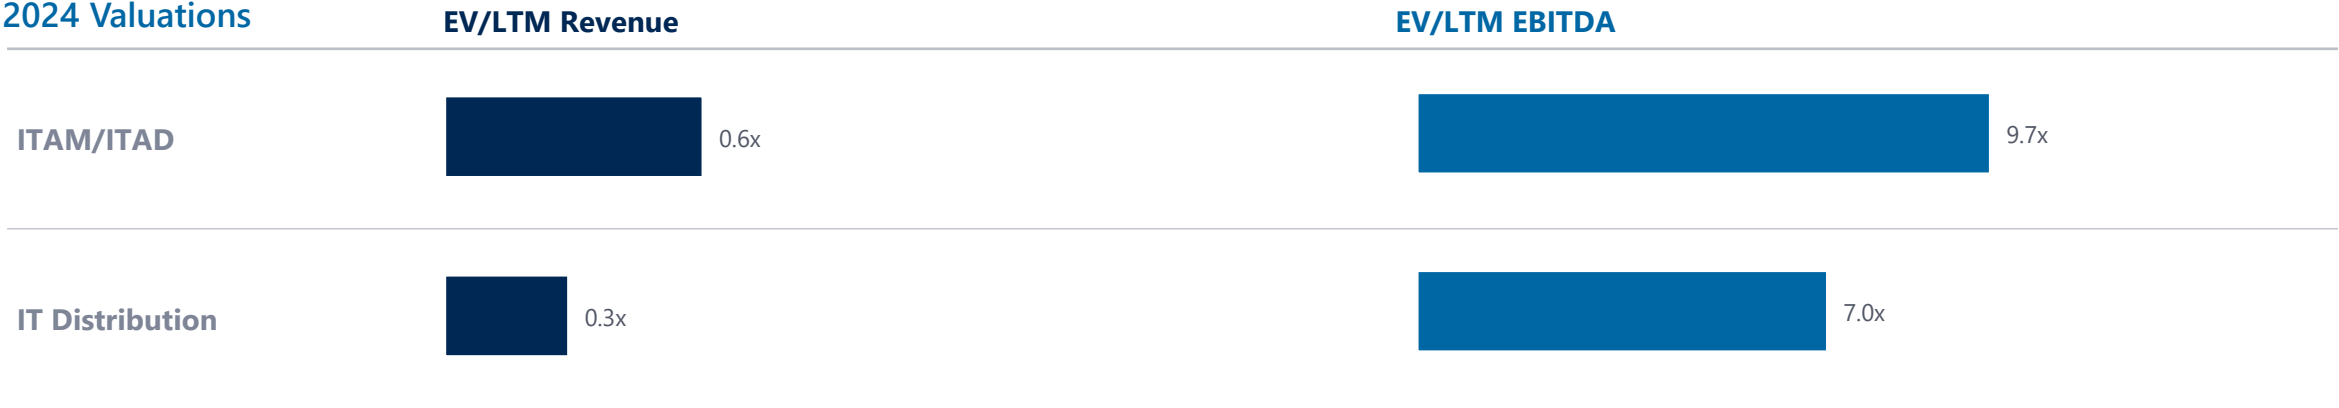 2024 Valuations
EV/LTM Revenue
EV/LTM EBITDA
ITAM/ITAD
0.6x
9.7x
IT Distribution
0.3x
7.0x